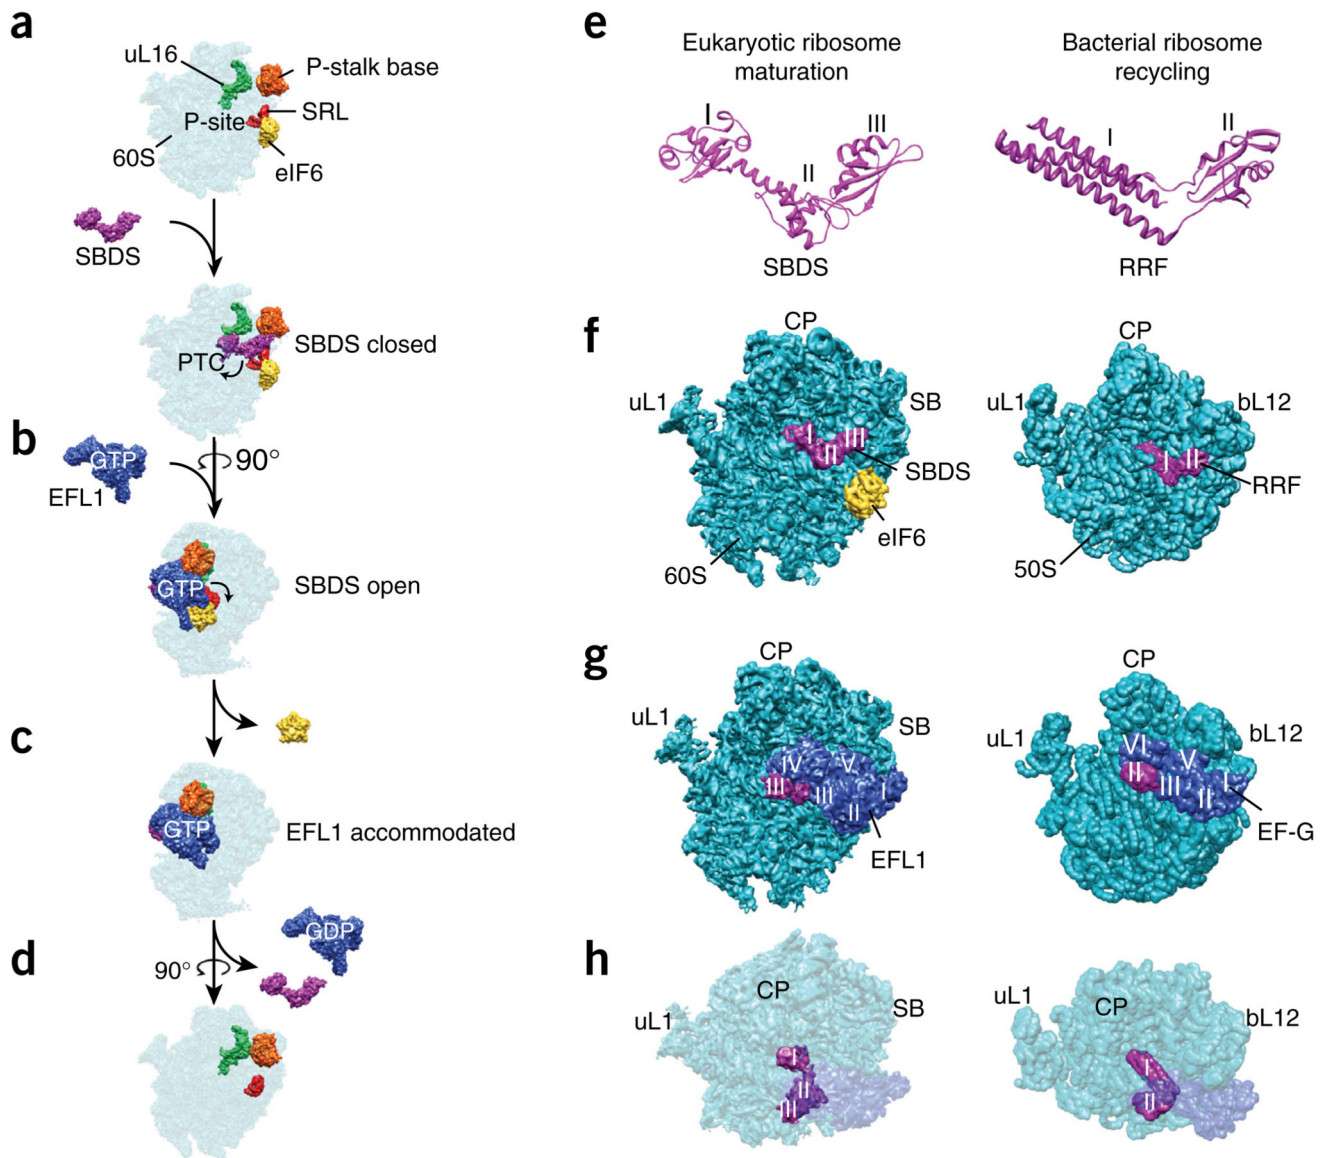 a
uL16
P-stalk base
P-site
SRL
60S
eIF6
SBDS
PTC
SBDS closed
b
GTP
90°
EFL1
GTP
SBDS open
c
GTP
EFL1 accommodated
GDP
d
90°
e
Eukaryotic ribosome
maturation
Bacterial ribosome
recycling
I
III
II
SBDS
I
II
RRF
f
CP
uL1
SB
I
III
II
SBDS
eIF6
60S
CP
uL1
bL12
I
II
RRF
50S
g
CP
uL1
SB
IV
V
III
III
I
II
EFL1
CP
uL1
bL12
VI
V
II
III
I
II
EF-G
h
CP
uL1
SB
I
II
III
uL1
CP
bL12
I
II